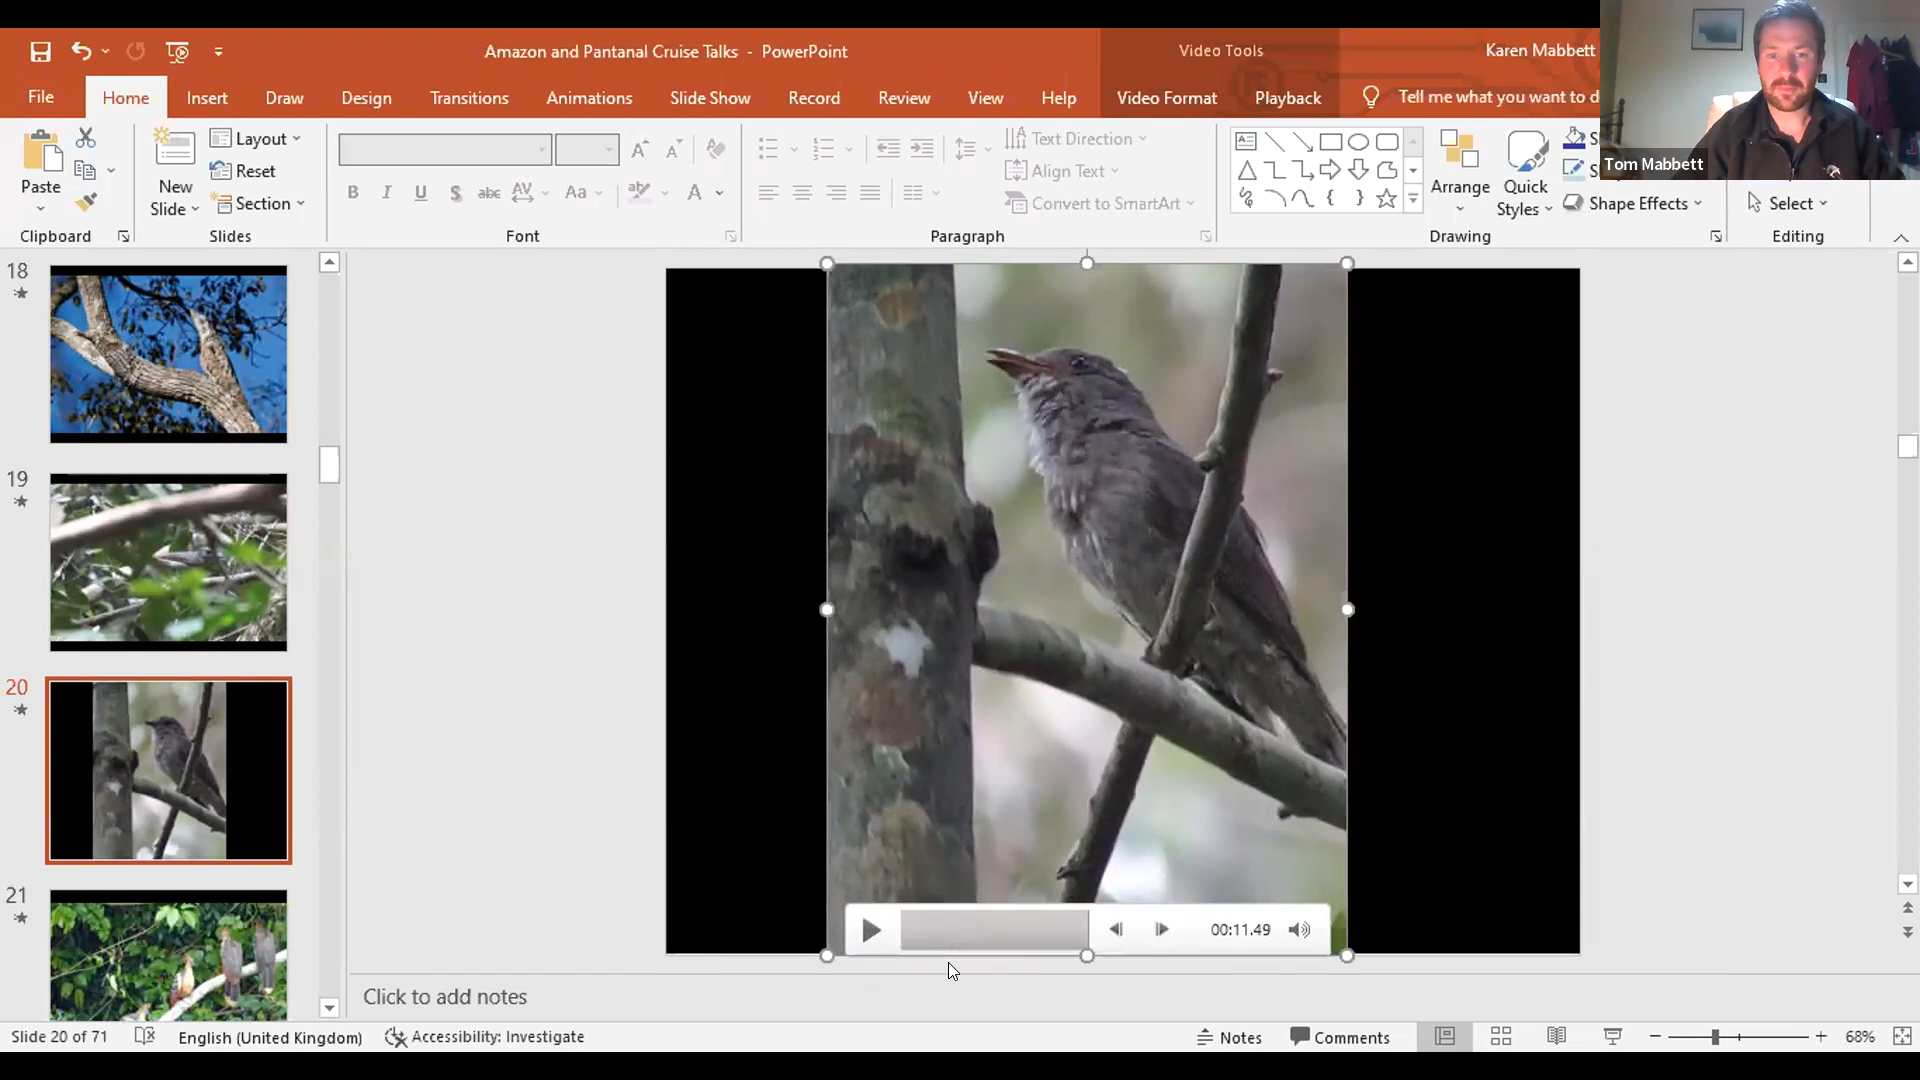 Amazon and Pantanal Cruise Talks - PowerPoint
Video Tools
Karen Mabbett
File
Home
Insert
Draw
Design
Transitions
Animations
Slide Show
Record
Review
View
Help
Video Format
Playback
Tell me what you want to d
Tom Mabbett
Paste
Clipboard
New
Slide
Layout
Reset
Section
Slides
B I U S abc AV Aa A
Font
Text Direction
Align Text
Convert to SmartArt
Paragraph
Arrange
Quick
Styles
Shape Effects
Drawing
Select
Editing
18
19
20
21
00:11.49
Click to add notes
Slide 20 of 71
English (United Kingdom)
Accessibility: Investigate
Notes
Comments
68%